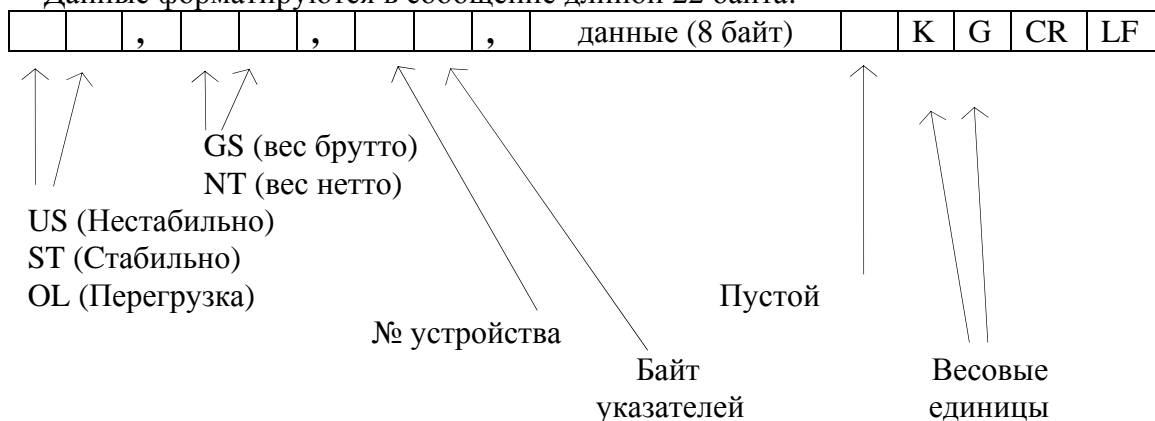 Данные форматируются в сообщение длиной 22 байта:
, , , данные (8 байт) K G CR LF
GS (вес брутто)
NT (вес нетто)
US (Нестабильно)
ST (Стабильно)
OL (Перегрузка)
Пустой
№ устройства
Байт указателей
Весовые единицы